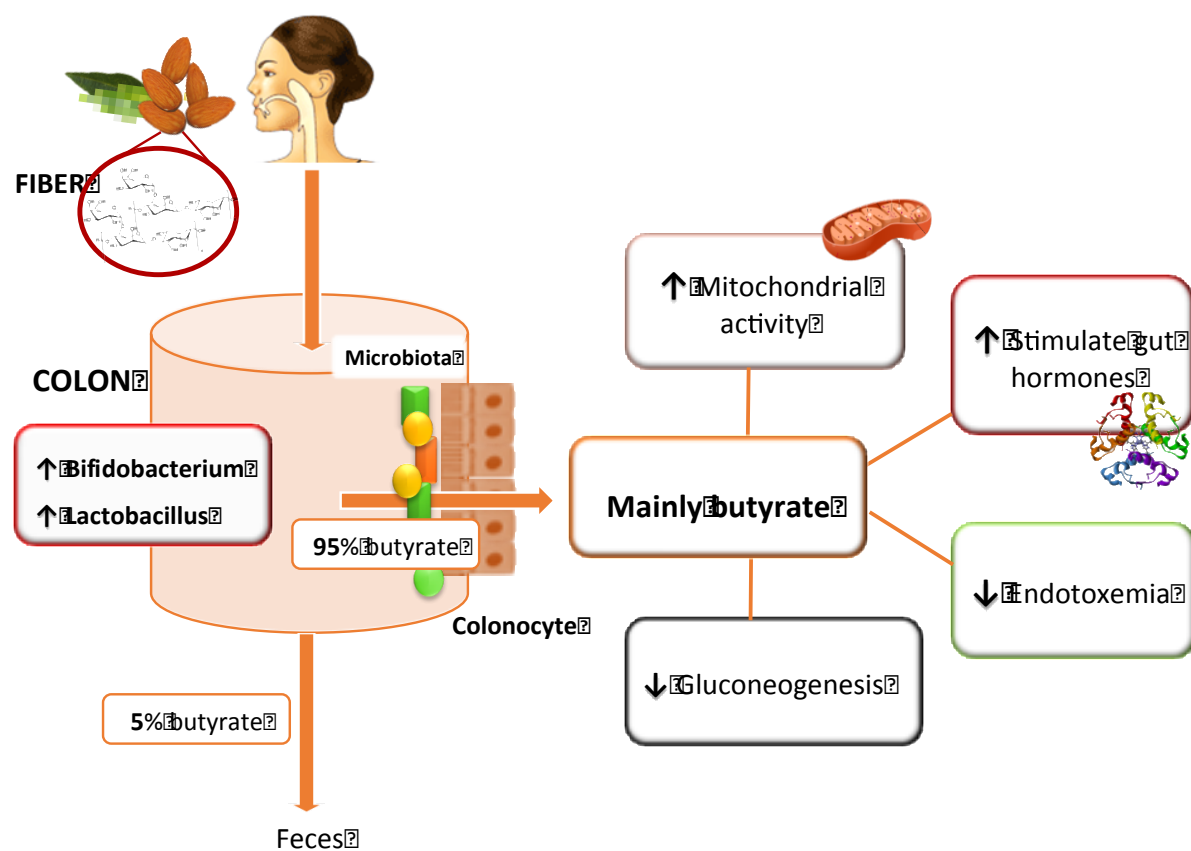 FIBER
COLON
Microbiota
↑ Bifidobacterium
↑ Lactobacillus
95% butyrate
Colonocyte
5% butyrate
Feces
↑ Mitochondrial
activity
↑ Stimulate gut
hormones
Mainly butyrate
↓ Endotoxemia
↓ Gluconeogenesis